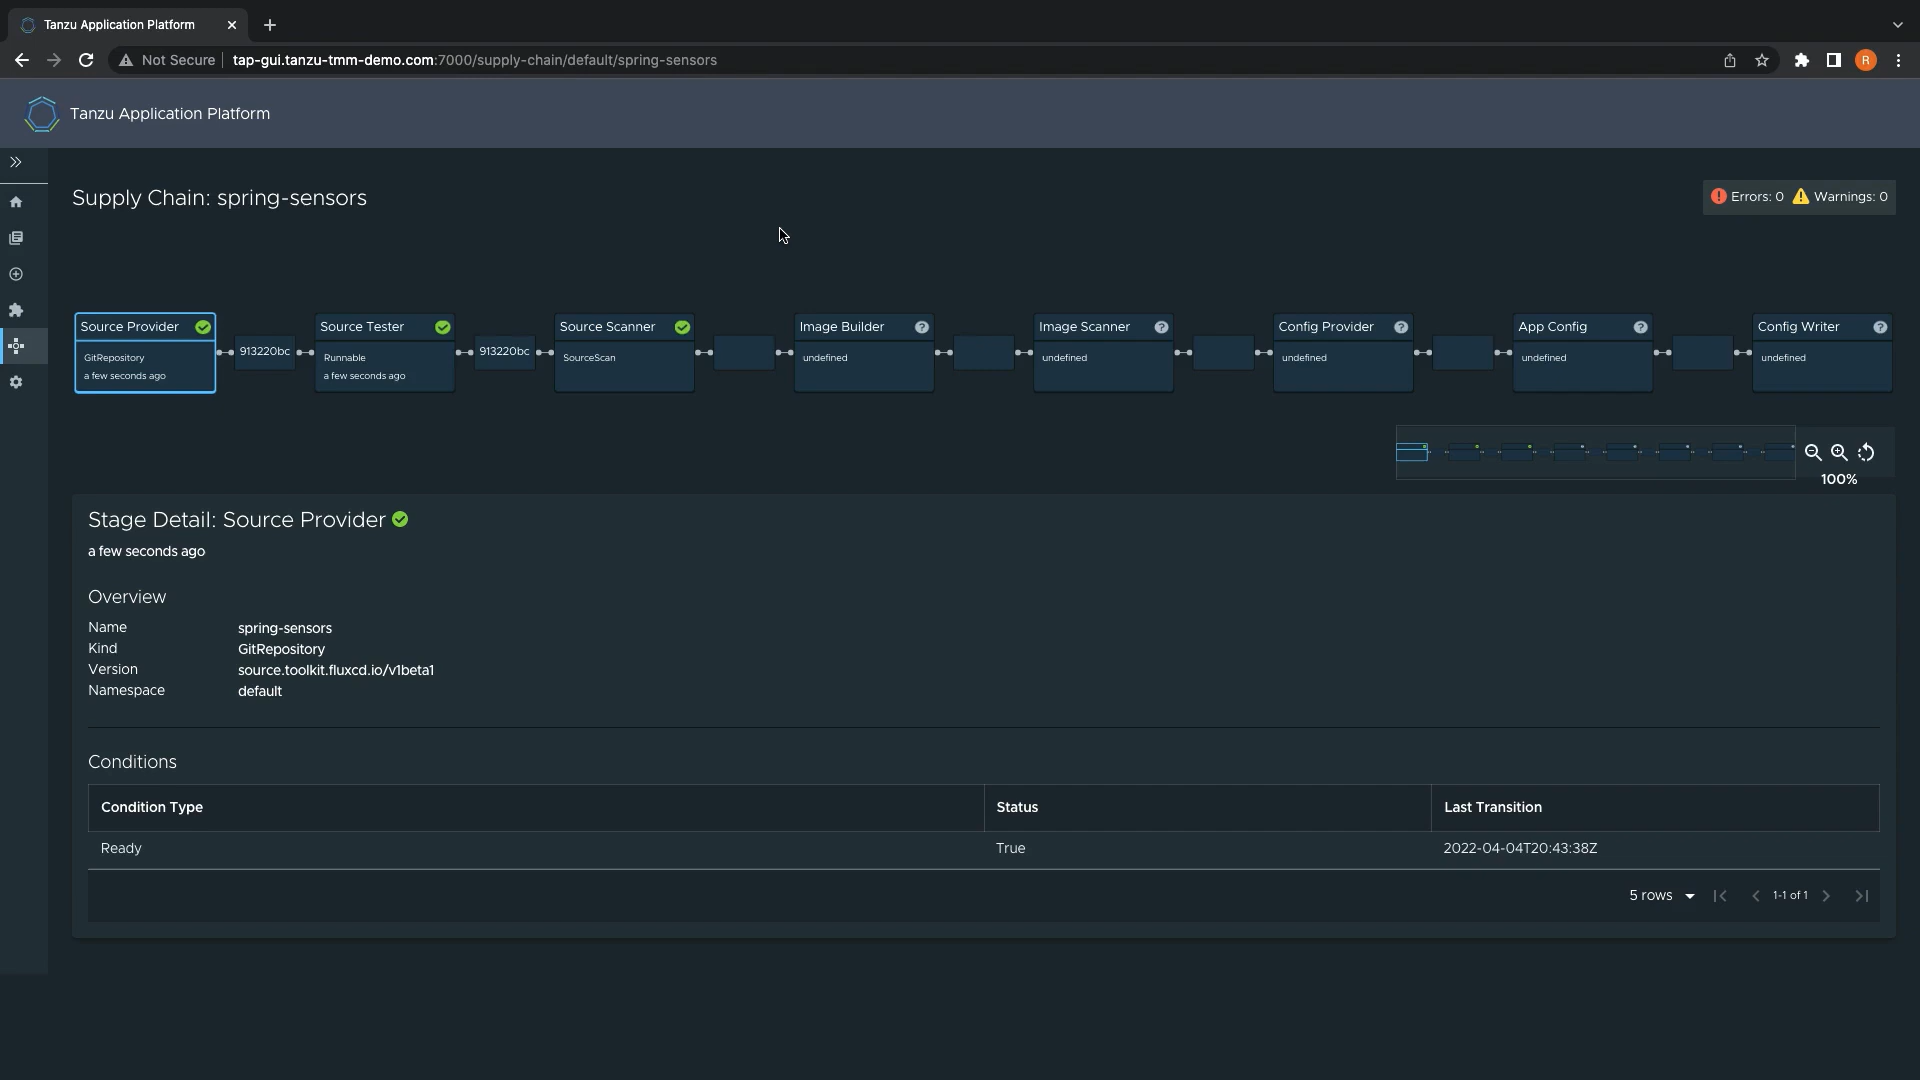 Tanzu Application Platform
Not Secure
tap-gui.tanzu-tmm-demo.com:7000/supply-chain/default/spring-sensors
R
Tanzu Application Platform
Supply Chain: spring-sensors
Errors: 0 Warnings: 0
Source Provider
GitRepository
a few seconds ago
913220bc
Source Tester
Runnable
a few seconds ago
913220bc
Source Scanner
SourceScan
Image Builder
undefined
Image Scanner
undefined
Config Provider
undefined
App Config
undefined
Config Writer
undefined
100%
Stage Detail: Source Provider
a few seconds ago
Overview
Name spring-sensors
Kind GitRepository
Version source.toolkit.fluxcd.io/v1beta1
Namespace default
Conditions
Condition Type Status Last Transition
Ready True 2022-04-04T20:43:38Z
5 rows 1-1 of 1